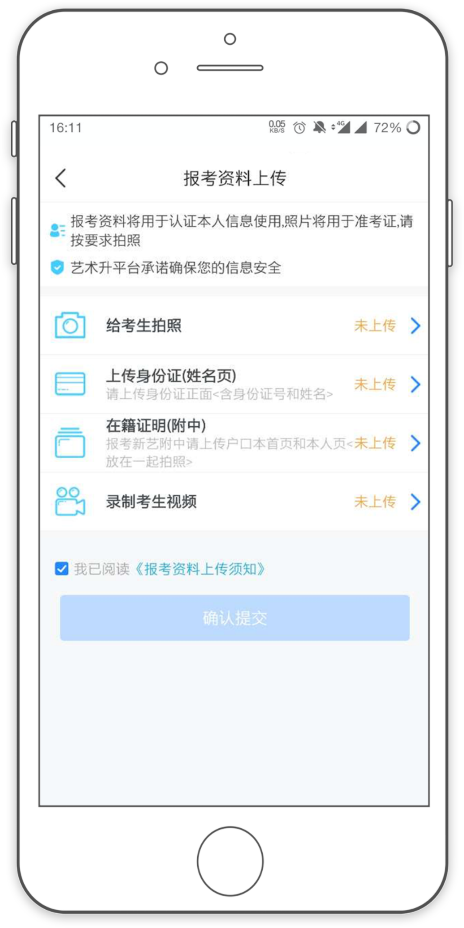 16:11
0.05
KB/S
4G
72%
报考资料上传
报考资料将用于认证本人信息使用,照片将用于准考证,请
按要求拍照
艺术升平台承诺确保您的信息安全
给考生拍照
未上传
上传身份证(姓名页)
请上传身份证正面<含身份证号和姓名>
未上传
在籍证明(附中)
报考新艺附中请上传户口本首页和本人页<
放在一起拍照>
未上传
录制考生视频
未上传
我已阅读《报考资料上传须知》
确认提交